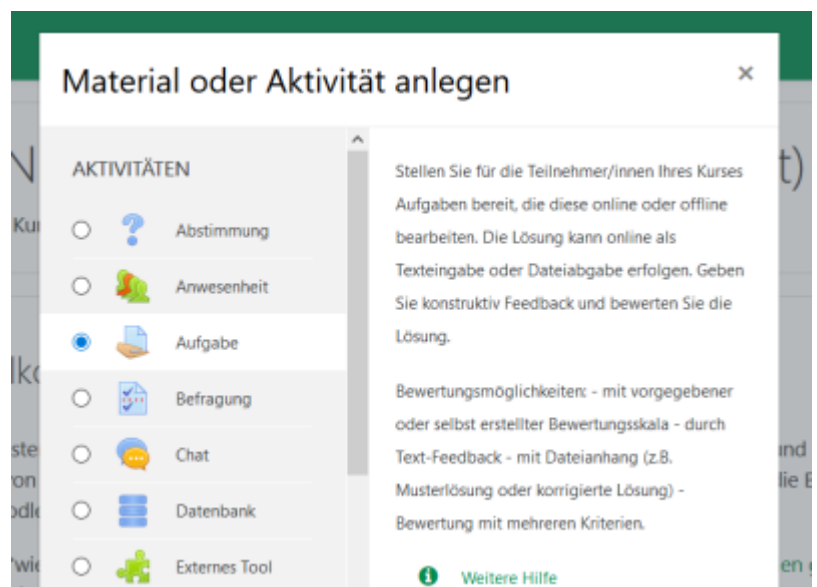 Material oder Aktivität anlegen
×
AKTIVITÄTEN
Abstimmung
Anwesenheit
Aufgabe
Befragung
Chat
Datenbank
Externes Tool
Stellen Sie für die Teilnehmer/innen Ihres Kurses
Aufgaben bereit, die diese online oder offline
bearbeiten. Die Lösung kann online als
Texteingabe oder Dateiabgabe erfolgen. Geben
Sie konstruktiv Feedback und bewerten Sie die
Lösung.
Bewertungsmöglichkeiten: - mit vorgegebener
oder selbst erstellter Bewertungsskala - durch
Text-Feedback - mit Dateianhang (z.B.
Musterlösung oder korrigierte Lösung) -
Bewertung mit mehreren Kriterien.
Weitere Hilfe